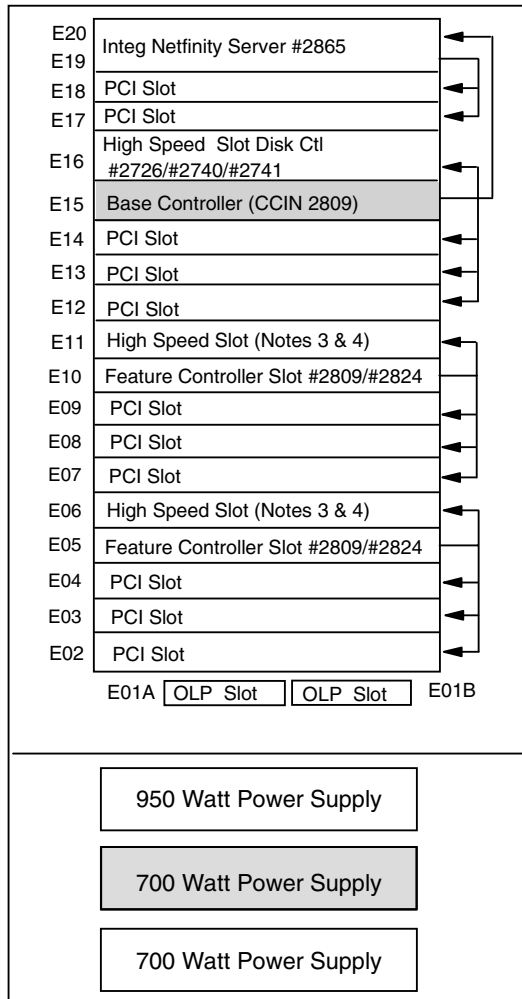 E20
Integ Netfinity Server #2865
E19
E18 PCI Slot
E17 PCI Slot
High Speed Slot Disk Ctl
E16
#2726/#2740/#2741
E15 Base Controller (CCIN 2809)
E14 PCI Slot
E13 PCI Slot
E12 PCI Slot
E11 High Speed Slot (Notes 3 & 4)
E10 Feature Controller Slot #2809/#2824
E09 PCI Slot
E08 PCI Slot
E07 PCI Slot
E06 High Speed Slot (Notes 3 & 4)
E05 Feature Controller Slot #2809/#2824
E04 PCI Slot
E03 PCI Slot
E02 PCI Slot
E01A OLP Slot OLP Slot E01B
950 Watt Power Supply
700 Watt Power Supply
700 Watt Power Supply